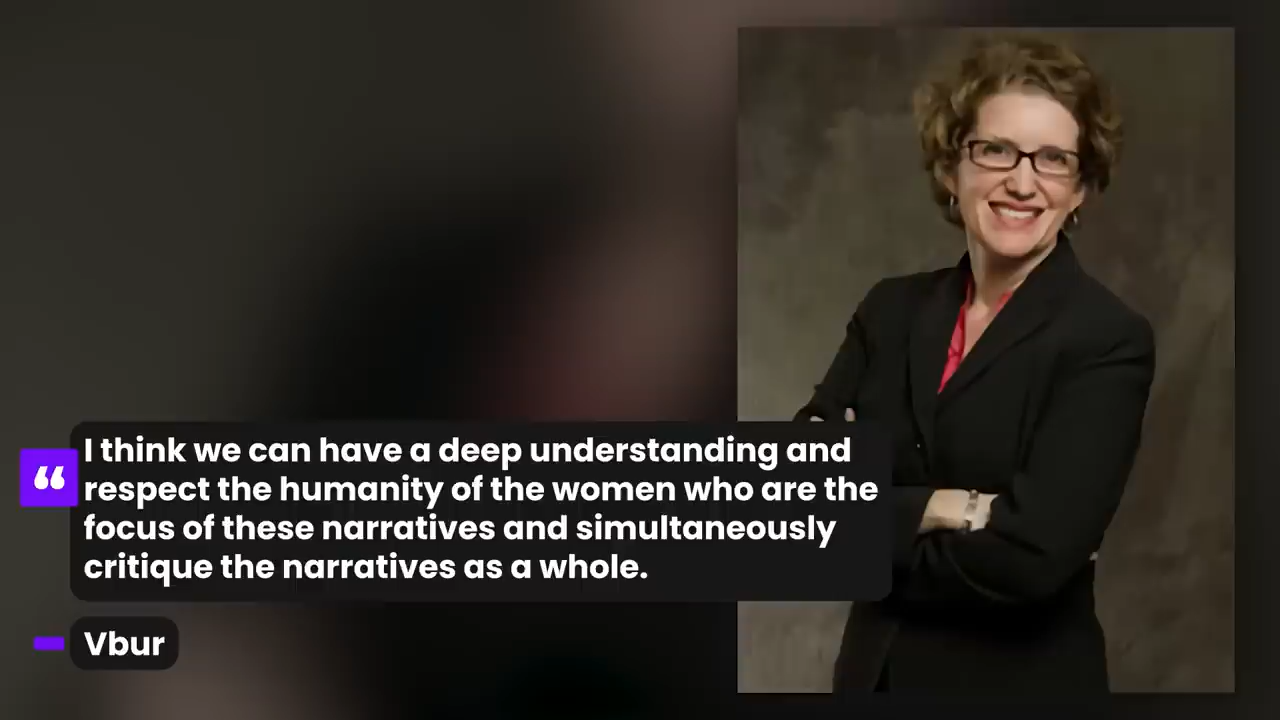 “
I think we can have a deep understanding and
respect the humanity of the women who are the
focus of these narratives and simultaneously
critique the narratives as a whole.
Vbur